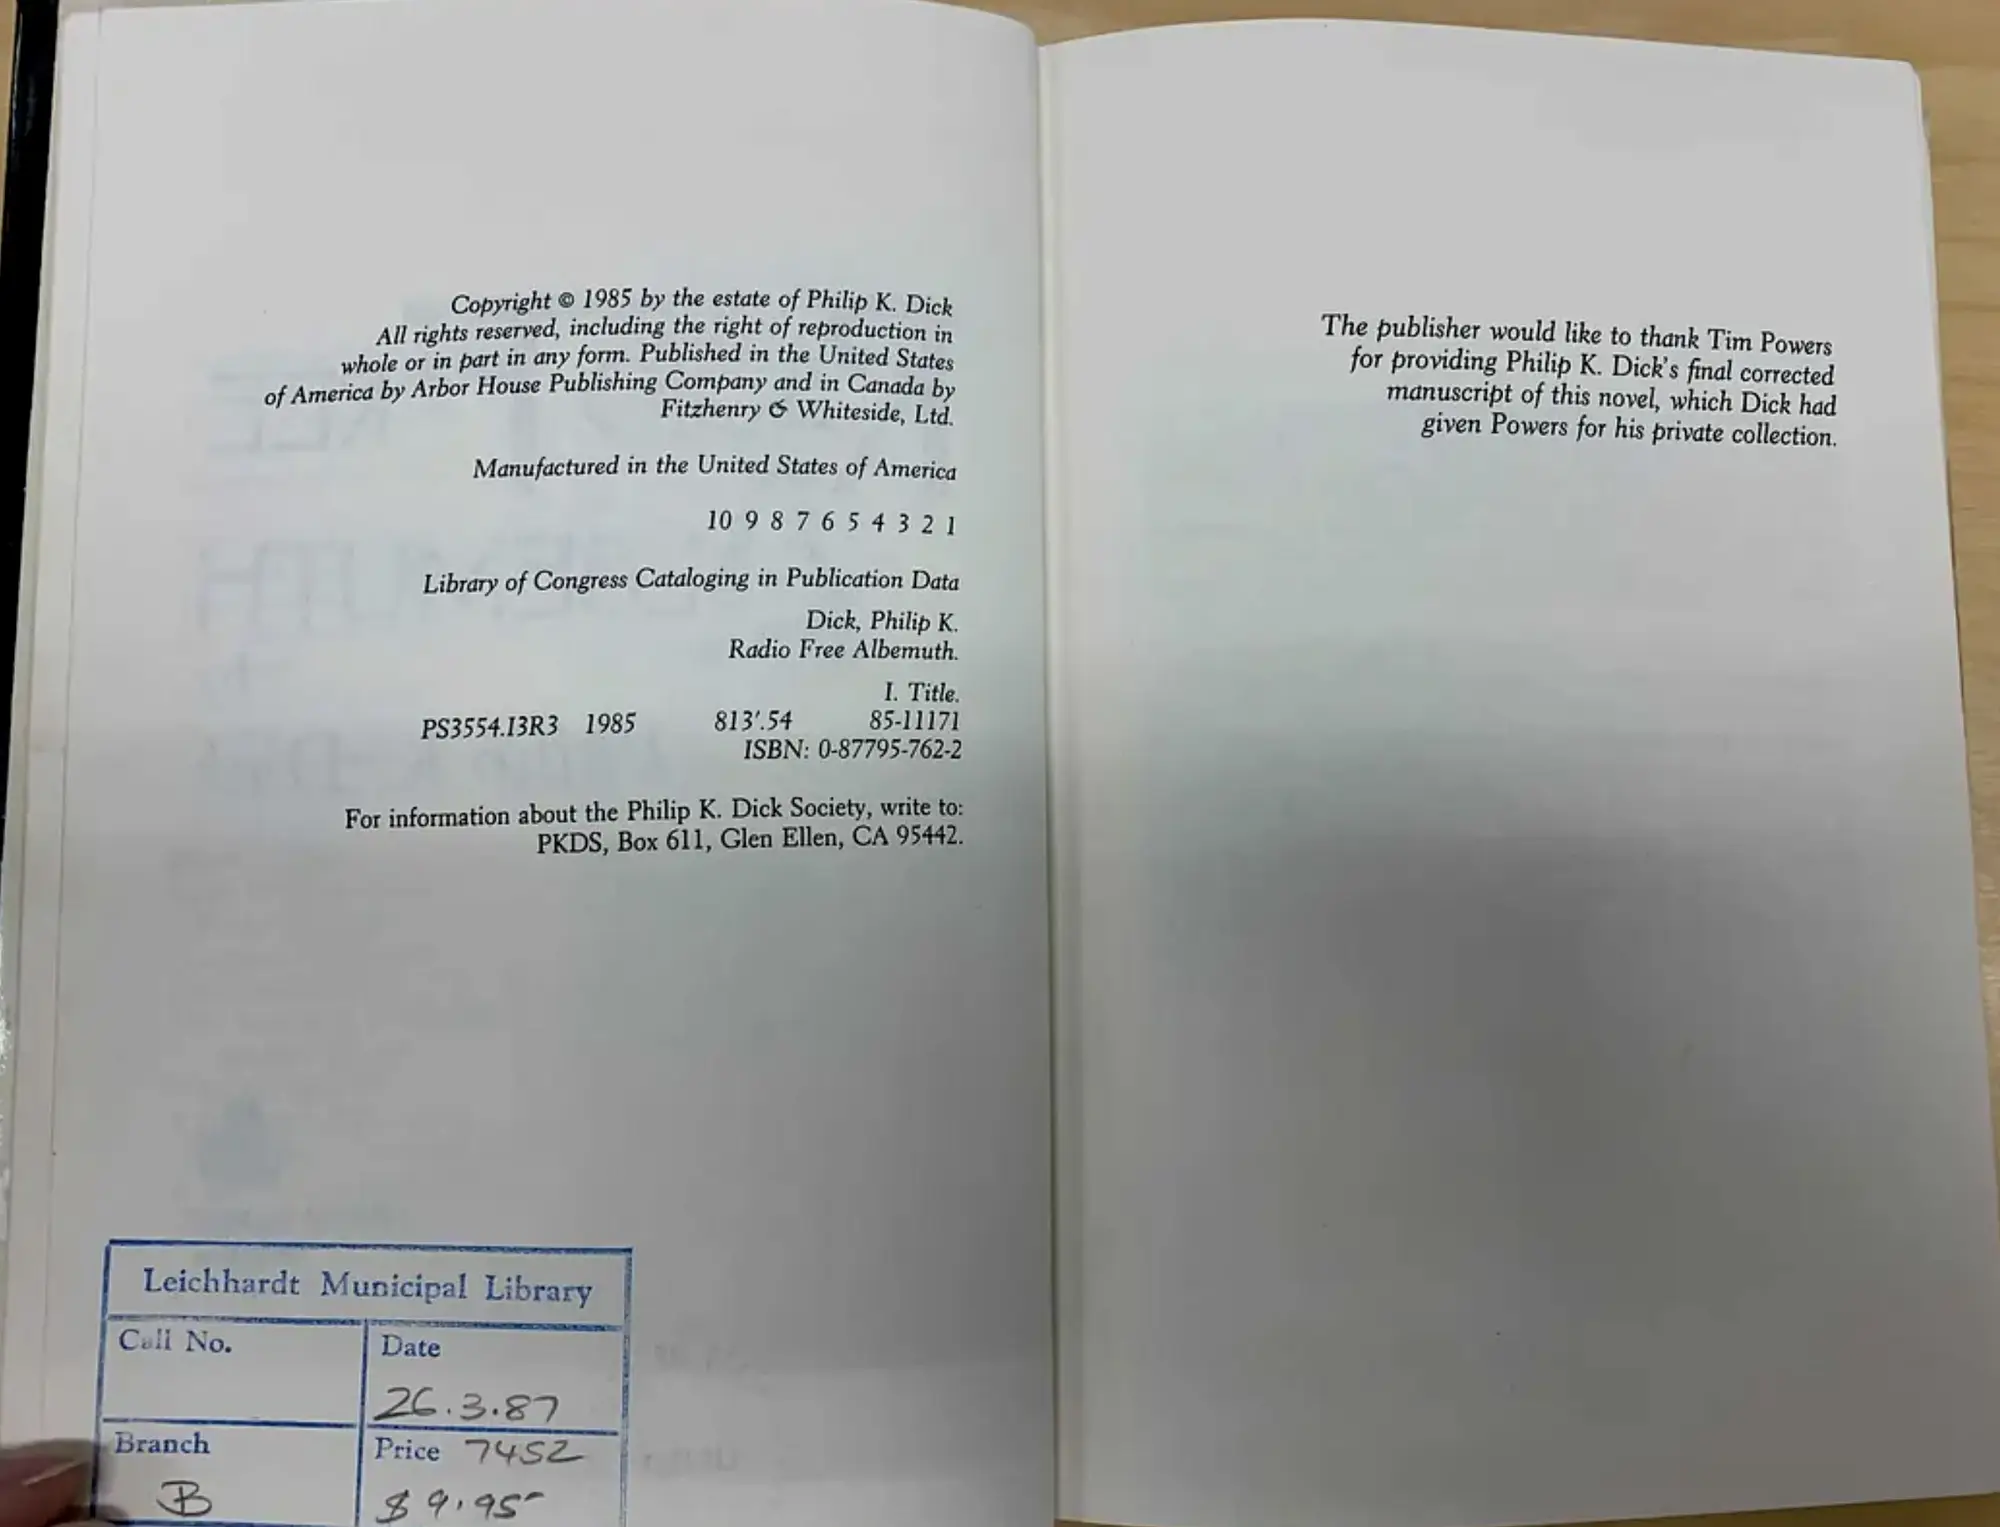 Copyright © 1985 by the estate of Philip K. Dick
All rights reserved, including the right of reproduction in
whole or in part in any form. Published in the United States
of America by Arbor House Publishing Company and in Canada by
Fitzhenry & Whiteside, Ltd.
Manufactured in the United States of America
10 9 8 7 6 5 4 3 2 1
Library of Congress Cataloging in Publication Data
Dick, Philip K.
Radio Free Albemuth.
I. Title.
PS3554.I3R3 1985 813'.54 85-11171
ISBN: 0-87795-762-2
For information about the Philip K. Dick Society, write to:
PKDS, Box 611, Glen Ellen, CA 95442.
Leichhardt Municipal Library
Call No.
Date
26.3.87
Branch
B
Price 7452
$9.95
The publisher would like to thank Tim Powers
for providing Philip K. Dick's final corrected
manuscript of this novel, which Dick had
given Powers for his private collection.